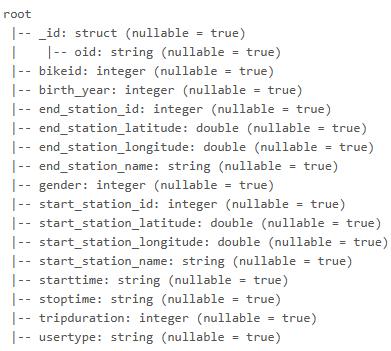 root
 |-- _id: struct (nullable = true)
 |    |-- oid: string (nullable = true)
 |-- bikeid: integer (nullable = true)
 |-- birth_year: integer (nullable = true)
 |-- end_station_id: integer (nullable = true)
 |-- end_station_latitude: double (nullable = true)
 |-- end_station_longitude: double (nullable = true)
 |-- end_station_name: string (nullable = true)
 |-- gender: integer (nullable = true)
 |-- start_station_id: integer (nullable = true)
 |-- start_station_latitude: double (nullable = true)
 |-- start_station_longitude: double (nullable = true)
 |-- start_station_name: string (nullable = true)
 |-- starttime: string (nullable = true)
 |-- stoptime: string (nullable = true)
 |-- tripduration: integer (nullable = true)
 |-- usertype: string (nullable = true)